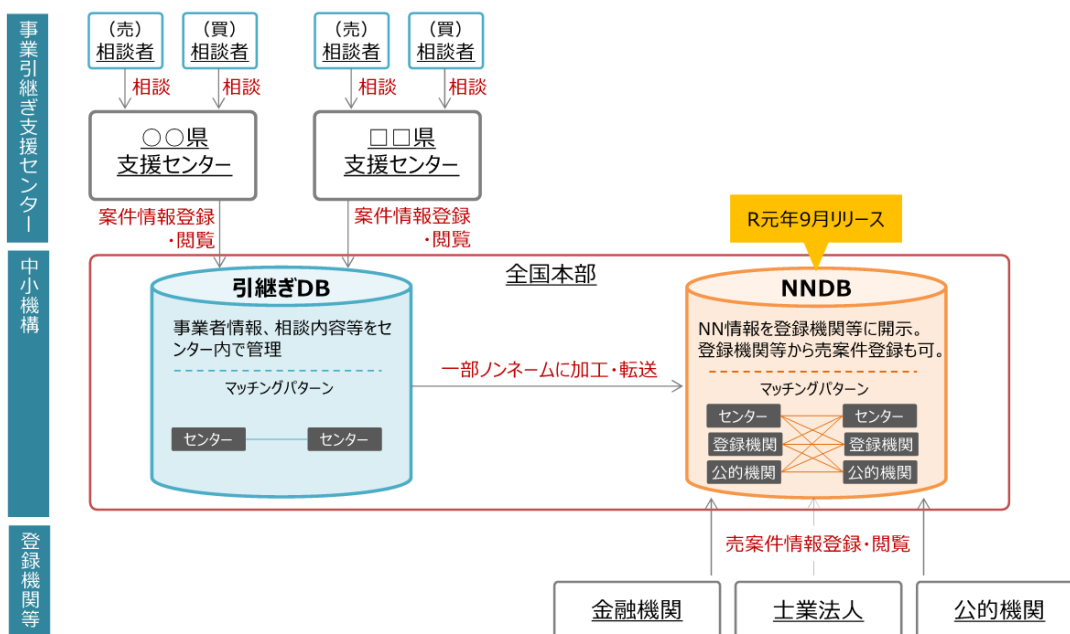 事業引継ぎ支援センター
(売)
相談者
(買)
相談者
(売)
相談者
(買)
相談者
相談
相談
相談
相談
○○県
支援センター
□□県
支援センター
案件情報登録
・閲覧
案件情報登録
・閲覧
R元年9月リリース
中小機構
全国本部
引継ぎDB
事業者情報、相談内容等をセ
ンター内で管理
マッチングパターン
センター
センター
一部ノンネームに加工・転送
NNDB
NN情報を登録機関等に開示。
登録機関等から売案件登録も可。
マッチングパターン
センター
センター
登録機関
登録機関
公的機関
公的機関
登録機関等
売案件情報登録・閲覧
金融機関
士業法人
公的機関